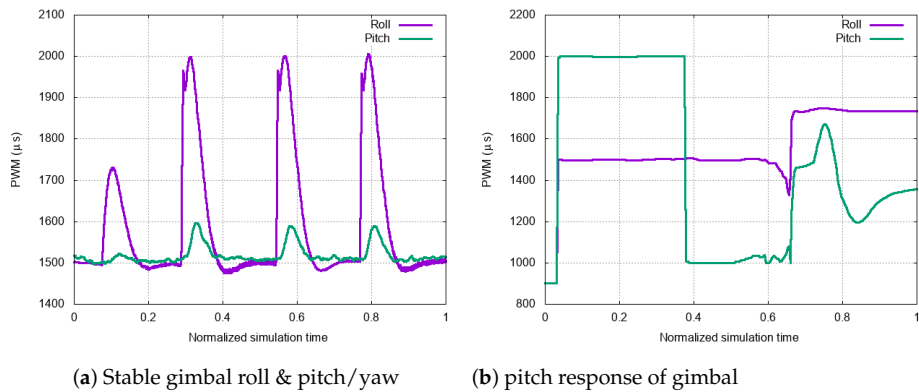 2100
2000
1900
1800
1700
1600
1500
1400
PWM (μs)
0
0.2
0.4
0.6
0.8
1
Normalized simulation time
Roll
Pitch
(a) Stable gimbal roll & pitch/yaw
2200
2000
1800
1600
1400
1200
1000
800
PWM (μs)
0
0.2
0.4
0.6
0.8
1
Normalized simulation time
Roll
Pitch
(b) pitch response of gimbal